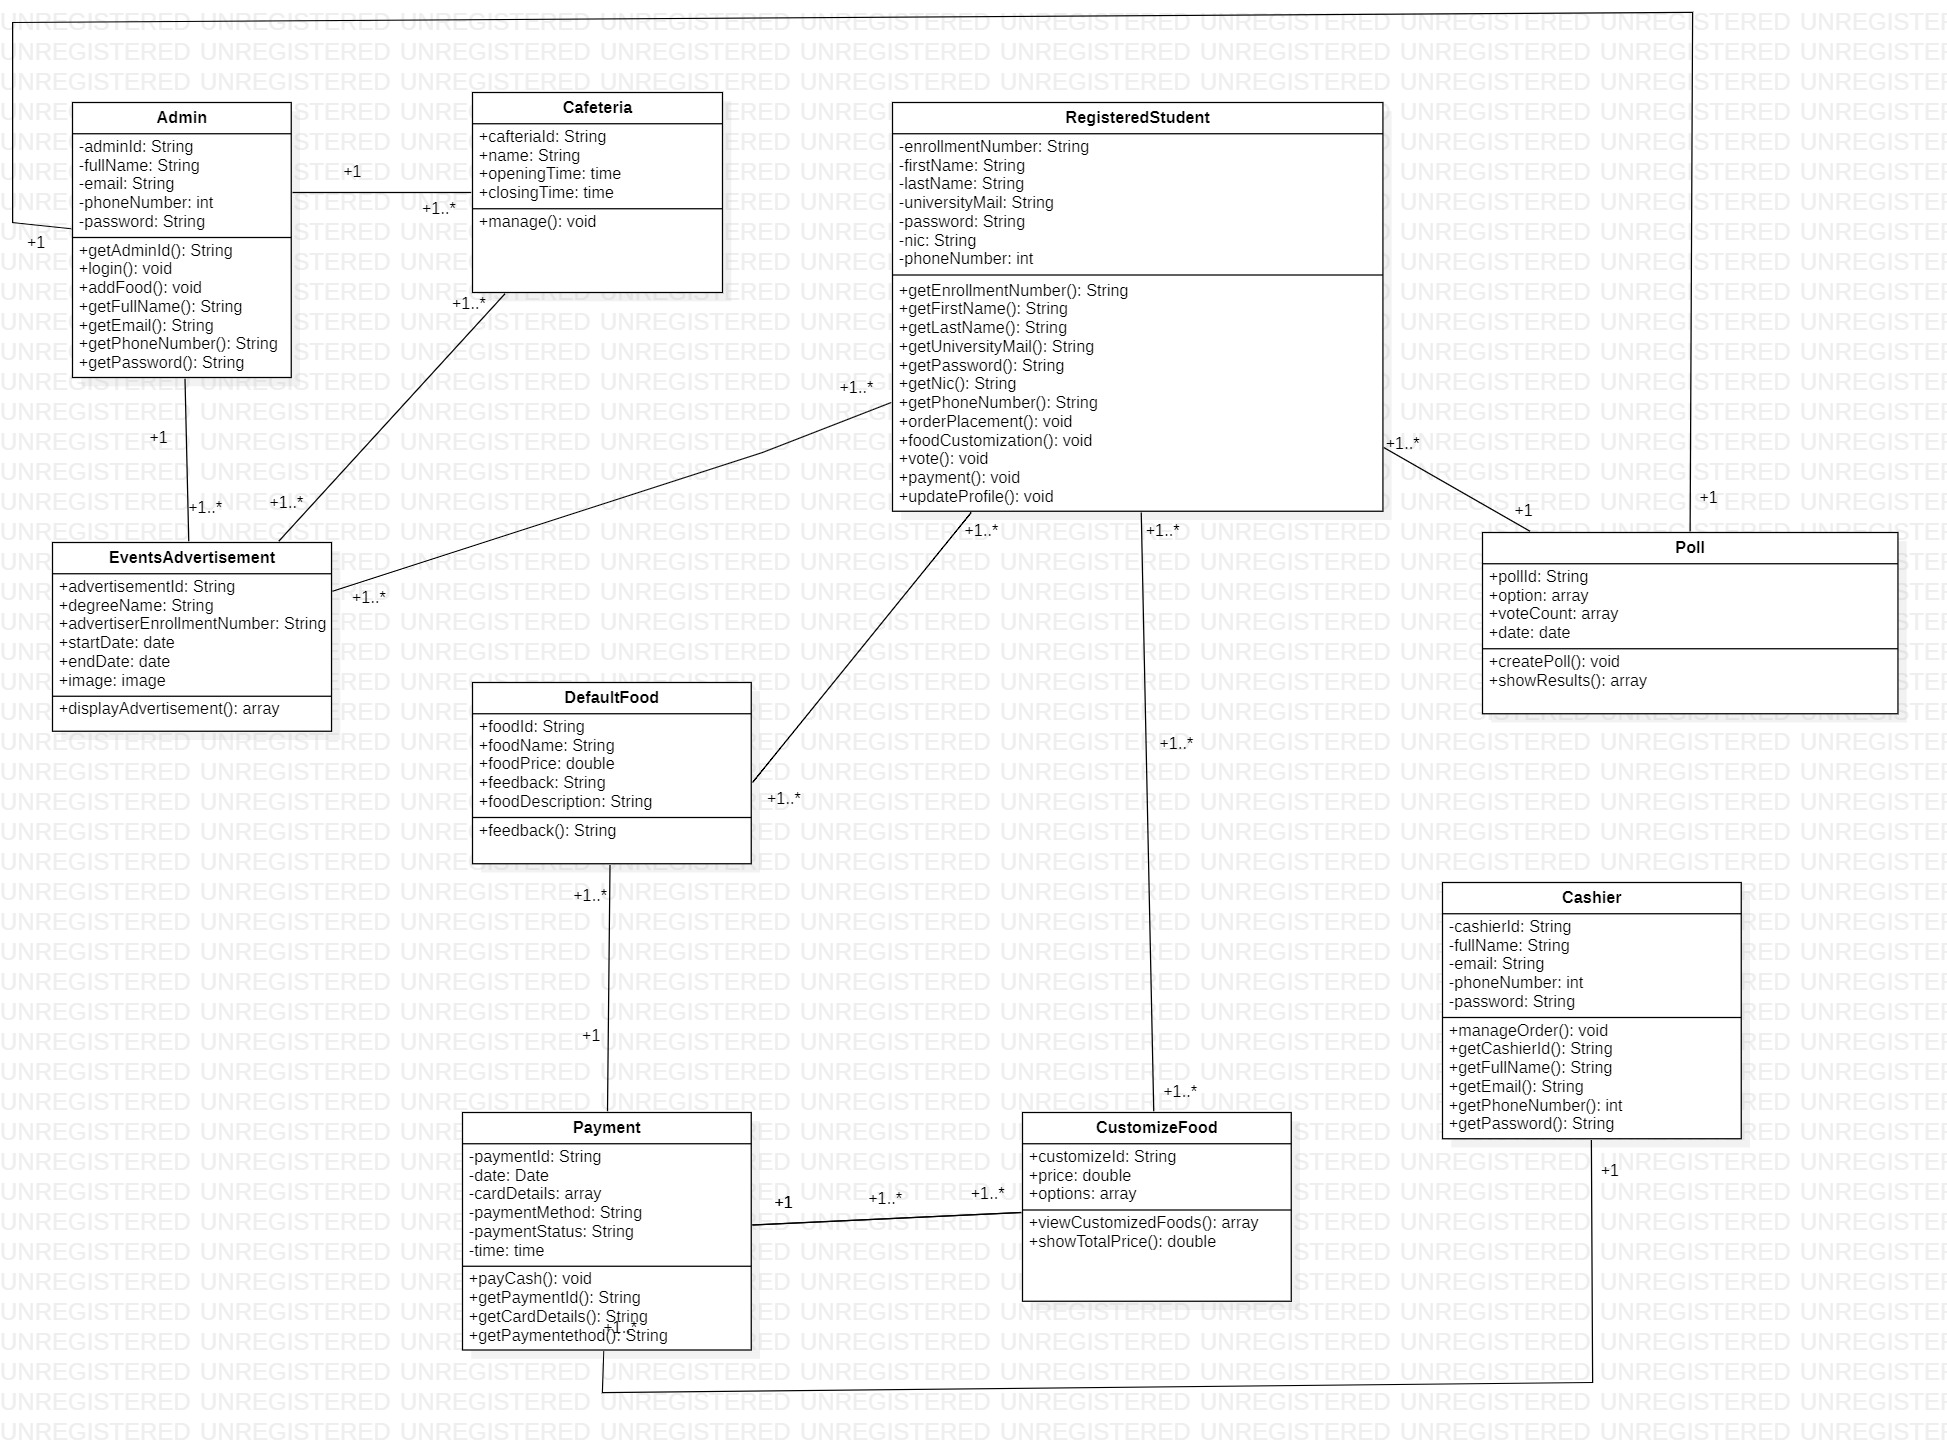 UNREGISTERED
Admin
-adminId: String
-fullName: String
-email: String
-phoneNumber: int
-password: String
+getAdminId(): String
+login(): void
+addFood(): void
+getFullName(): String
+getEmail(): String
+getPhoneNumber(): String
+getPassword(): String
+1
+1
+1..*
Cafeteria
+cafteriaId: String
+name: String
+openingTime: time
+closingTime: time
+manage(): void
+1..*
RegisteredStudent
-enrollmentNumber: String
-firstName: String
-lastName: String
-universityMail: String
-password: String
-nic: String
-phoneNumber: int
+getEnrollmentNumber(): String
+getFirstName(): String
+getLastName(): String
+getUniversityMail(): String
+getPassword(): String
+getNic(): String
+getPhoneNumber(): String
+orderPlacement(): void
+foodCustomization(): void
+vote(): void
+payment(): void
+updateProfile(): void
+1..*
+1..*
+1
+1
+1
+1..*
+1..*
+1..*
+1..*
EventsAdvertisement
+advertisementId: String
+degreeName: String
+advertiserEnrollmentNumber: String
+startDate: date
+endDate: date
+image: image
+displayAdvertisement(): array
+1..*
Poll
+pollId: String
+option: array
+voteCount: array
+date: date
+createPoll(): void
+showResults(): array
DefaultFood
+foodId: String
+foodName: String
+foodPrice: double
+feedback: String
+foodDescription: String
+feedback(): String
+1..*
+1..*
+1..*
+1
+1..*
Cashier
-cashierId: String
-fullName: String
-email: String
-phoneNumber: int
-password: String
+manageOrder(): void
+getCashierId(): String
+getFullName(): String
+getEmail(): String
+getPhoneNumber(): int
+getPassword(): String
+1
Payment
-paymentId: String
-date: Date
-cardDetails: array
-paymentMethod: String
-paymentStatus: String
-time: time
+payCash(): void
+getPaymentId(): String
+getCardDetails(): String
+getPaymentethod(): String
+1..*
+1
+1..*
+1..*
CustomizeFood
+customizeId: String
+price: double
+options: array
+viewCustomizedFoods(): array
+showTotalPrice(): double